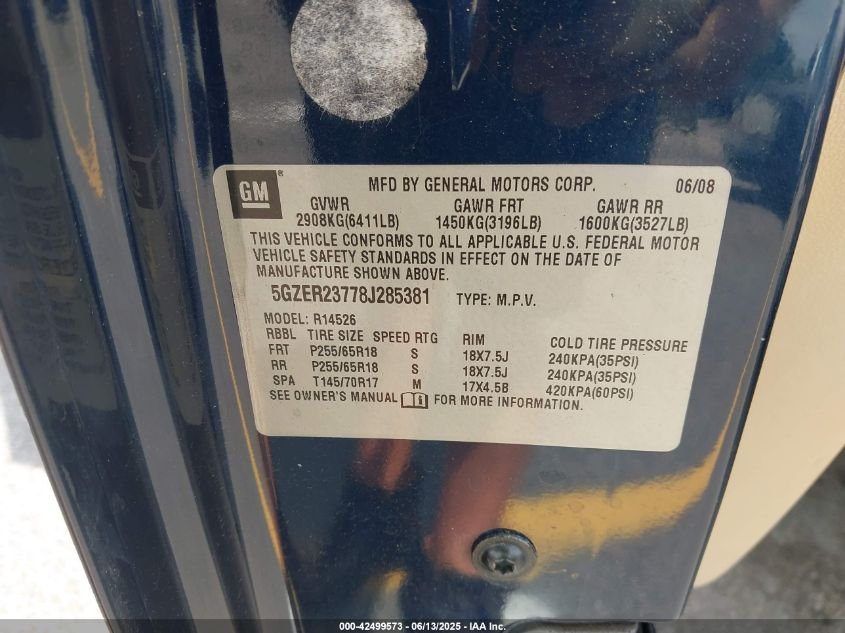 GM® MFD BY GENERAL MOTORS CORP. 06/08
GVWR GAWR FRT GAWR RR
2908KG(6411LB) 1450KG(3196LB) 1600KG(3527LB)
THIS VEHICLE CONFORMS TO ALL APPLICABLE U.S. FEDERAL MOTOR
VEHICLE SAFETY STANDARDS IN EFFECT ON THE DATE OF
MANUFACTURE SHOWN ABOVE.
5GZER23778J285381 TYPE: M.P.V.
MODEL: R14526
RBBL TIRE SIZE SPEED RTG RIM COLD TIRE PRESSURE
FRT P255/65R18 S 18X7.5J 240KPA(35PSI)
RR P255/65R18 S 18X7.5J 240KPA(35PSI)
SPA T145/70R17 M 17X4.5B 420KPA(60PSI)
SEE OWNER'S MANUAL FOR MORE INFORMATION.
000-42499573 - 06/13/2025 - IAA Inc.